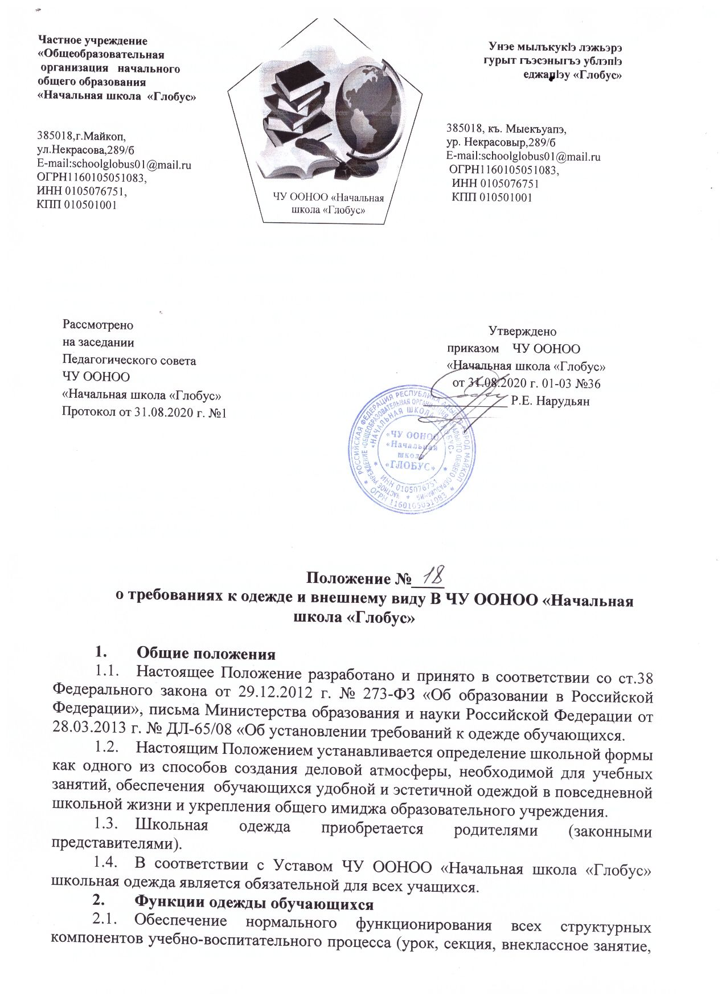 Частное учреждение
«Общеобразовательная
организация начального
общего образования
«Начальная школа «Глобус»
385018,г.Майкоп,
ул.Некрасова,289/б
E-mail:schoolglobus01@mail.ru
ОГРН1160105051083,
ИНН 0105076751,
КПП 010501001
ЧУ ООНОО «Начальная
школа «Глобус»
Унэе мылъкукIэ лэжьэрэ
гурыт гъэсэныгъэ ублэпIэ
еджапIэу «Глобус»
385018, къ. Мыекъуапэ,
ур. Некрасовыр,289/б
E-mail:schoolglobus01@mail.ru
ОГРН1160105051083,
ИНН 0105076751
КПП 010501001
Рассмотрено
на заседании
Педагогического совета
ЧУ ООНОО
«Начальная школа «Глобус»
Протокол от 31.08.2020 г. №1
Утверждено
приказом ЧУ ООНОО
«Начальная школа «Глобус»
от 31.08.2020 г. 01-03 №36
Р.Е. Нарудьян
РОССИЙСКАЯ ФЕДЕРАЦИЯ РЕСПУБЛИКА АДЫГЕЯ ГОРОД МАЙКОП
* ОГРН 1160105051083 *
ЧАСТНОЕ УЧРЕЖДЕНИЕ «ОБЩЕОБРАЗОВАТЕЛЬНАЯ ОРГАНИЗАЦИЯ НАЧАЛЬНОГО ОБЩЕГО ОБРАЗОВАНИЯ
«НАЧАЛЬНАЯ ШКОЛА «ГЛОБУС»
* ИНН 0105076751 *
«ЧУ ООНОО
«Начальная
школа
«ГЛОБУС»
Положение № 18
о требованиях к одежде и внешнему виду В ЧУ ООНОО «Начальная
школа «Глобус»
1. Общие положения
1.1. Настоящее Положение разработано и принято в соответствии со ст.38
Федерального закона от 29.12.2012 г. № 273-ФЗ «Об образовании в Российской
Федерации», письма Министерства образования и науки Российской Федерации от
28.03.2013 г. № ДЛ-65/08 «Об установлении требований к одежде обучающихся.
1.2. Настоящим Положением устанавливается определение школьной формы
как одного из способов создания деловой атмосферы, необходимой для учебных
занятий, обеспечения обучающихся удобной и эстетичной одеждой в повседневной
школьной жизни и укрепления общего имиджа образовательного учреждения.
1.3. Школьная одежда приобретается родителями (законными
представителями).
1.4. В соответствии с Уставом ЧУ ООНОО «Начальная школа «Глобус»
школьная одежда является обязательной для всех учащихся.
2. Функции одежды обучающихся
2.1. Обеспечение нормального функционирования всех структурных
компонентов учебно-воспитательного процесса (урок, секция, внеклассное занятие,